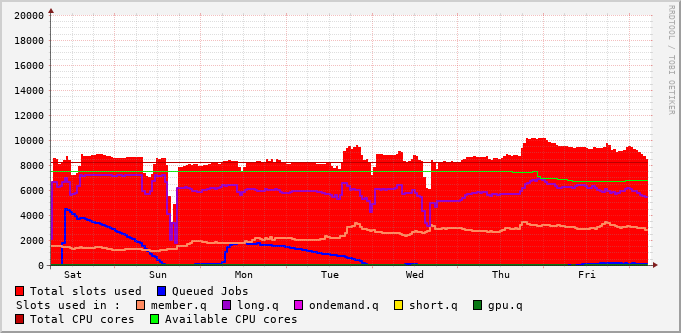 20000
18000
16000
14000
12000
10000
8000
6000
4000
2000
0
Sat Sun Mon Tue Wed Thu Fri
RRDTOOL / TOBI OETIKER
Total slots used Queued Jobs
Slots used in : member.q long.q ondemand.q short.q gpu.q
Total CPU cores Available CPU cores